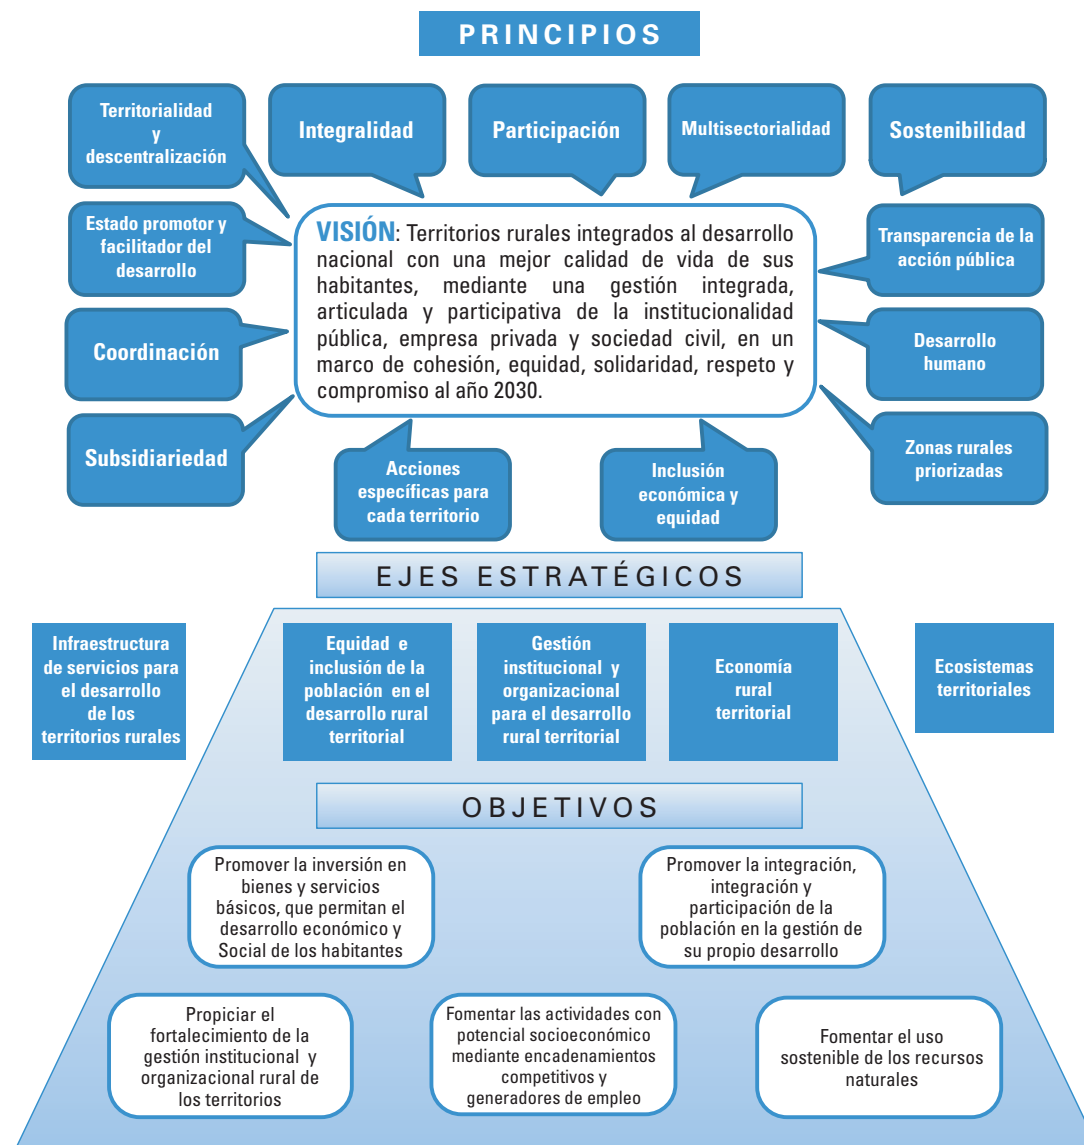 PRINCIPIOS
Territorialidad
y
descentralización
Integralidad
Participación
Multisectorialidad
Sostenibilidad
Estado promotor y
facilitador del
desarrollo
Coordinación
Subsidiariedad
VISIÓN: Territorios rurales integrados al desarrollo
nacional con una mejor calidad de vida de sus
habitantes, mediante una gestión integrada,
articulada y participativa de la institucionalidad
pública, empresa privada y sociedad civil, en un
marco de cohesión, equidad, solidaridad, respeto y
compromiso al año 2030.
Transparencia de la
acción pública
Desarrollo
humano
Zonas rurales
priorizadas
Acciones
específicas para
cada territorio
Inclusión
económica y
equidad
EJES ESTRATÉGICOS
Infraestructura
de servicios para
el desarrollo
de los
territorios rurales
Equidad e
inclusión de la
población en el
desarrollo rural
territorial
Gestión
institucional y
organizacional
para el desarrollo
rural territorial
Economía
rural
territorial
Ecosistemas
territoriales
OBJETIVOS
Promover la inversión en
bienes y servicios
básicos, que permitan el
desarrollo económico y
Social de los habitantes
Promover la integración,
integración y
participación de la
población en la gestión de
su propio desarrollo
Propiciar el
fortalecimiento de la
gestión institucional y
organizacional rural de
los territorios
Fomentar las actividades con
potencial socioeconómico
mediante encadenamientos
competitivos y
generadores de empleo
Fomentar el uso
sostenible de los recursos
naturales